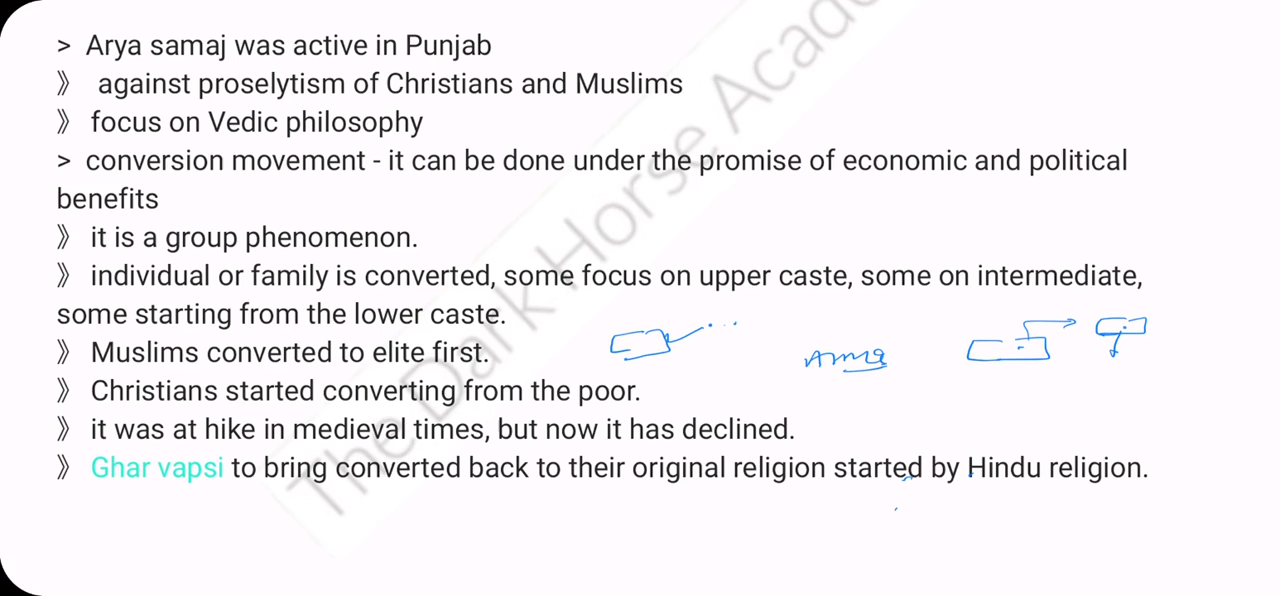 > Arya samaj was active in Punjab
》 against proselytism of Christians and Muslims
》 focus on Vedic philosophy
> conversion movement - it can be done under the promise of economic and political
benefits
》 it is a group phenomenon.
》 individual or family is converted, some focus on upper caste, some on intermediate,
some starting from the lower caste.
》 Muslims converted to elite first.
》 Christians started converting from the poor.
》 it was at hike in medieval times, but now it has declined.
》 Ghar vapsi to bring converted back to their original religion started by Hindu religion.
The Dark Horse Acad